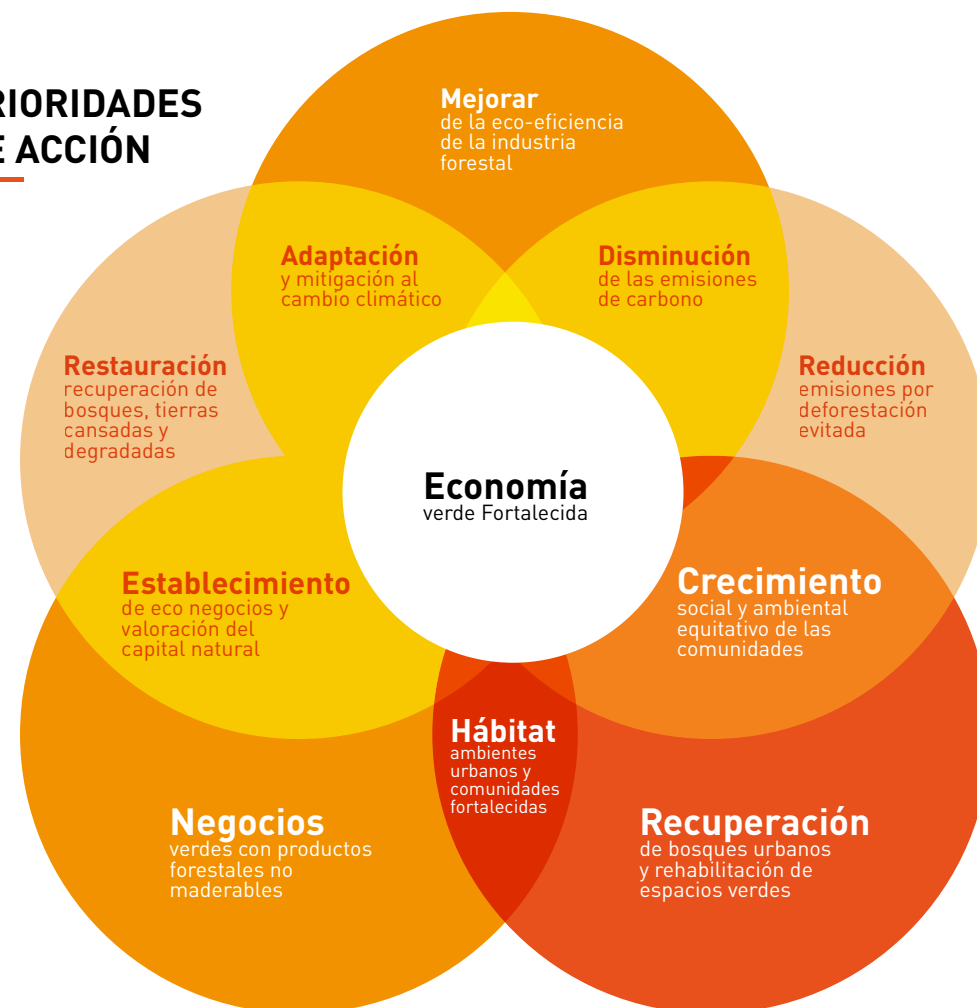 RIORIDADES
E ACCIÓN
Mejorar
de la eco-eficiencia
de la industria
forestal
Adaptación
y mitigación al
cambio climático
Disminución
de las emisiones
de carbono
Restauración
recuperación de
bosques, tierras
cansadas y
degradadas
Reducción
emisiones por
deforestación
evitada
Economía
verde Fortalecida
Establecimiento
de eco negocios y
valoración del
capital natural
Crecimiento
social y ambiental
equitativo de las
comunidades
Hábitat
ambientes
urbanos y
comunidades
fortalecidas
Negocios
verdes con productos
forestales no
maderables
Recuperación
de bosques urbanos
y rehabilitación de
espacios verdes